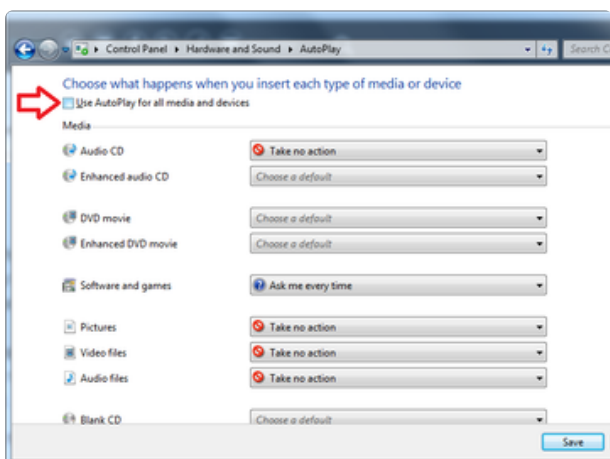 Control Panel ▸ Hardware and Sound ▸ AutoPlay
Search C
Choose what happens when you insert each type of media or device
Use AutoPlay for all media and devices
Media
Audio CD Take no action
Enhanced audio CD Choose a default
DVD movie Choose a default
Enhanced DVD movie Choose a default
Software and games Ask me every time
Pictures Take no action
Video files Take no action
Audio files Take no action
Blank CD Choose a default
Save